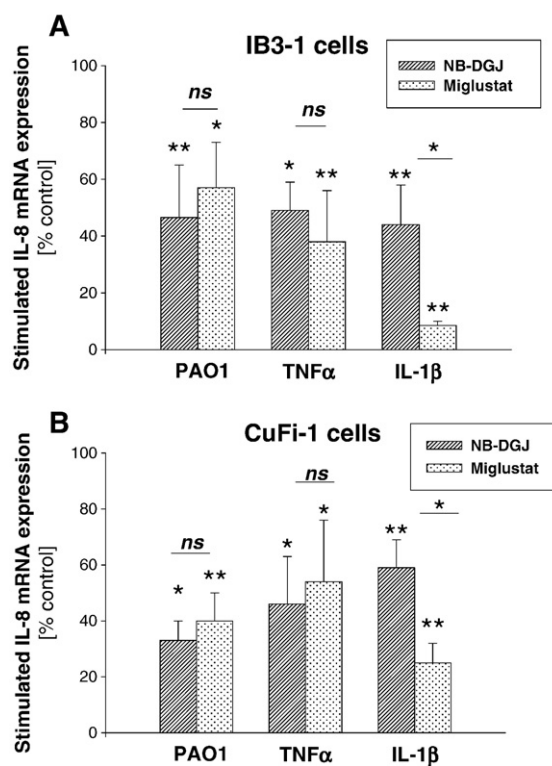 A
IB3-1 cells
NB-DGJ
Miglustat
Stimulated IL-8 mRNA expression
[% control]
100
80
60
40
20
0
ns
ns
*
** *
* **
**
**
PAO1 TNFα IL-1β
B
CuFi-1 cells
NB-DGJ
Miglustat
Stimulated IL-8 mRNA expression
[% control]
100
80
60
40
20
0
ns
*
ns
*
**
*
* **
**
PAO1 TNFα IL-1β